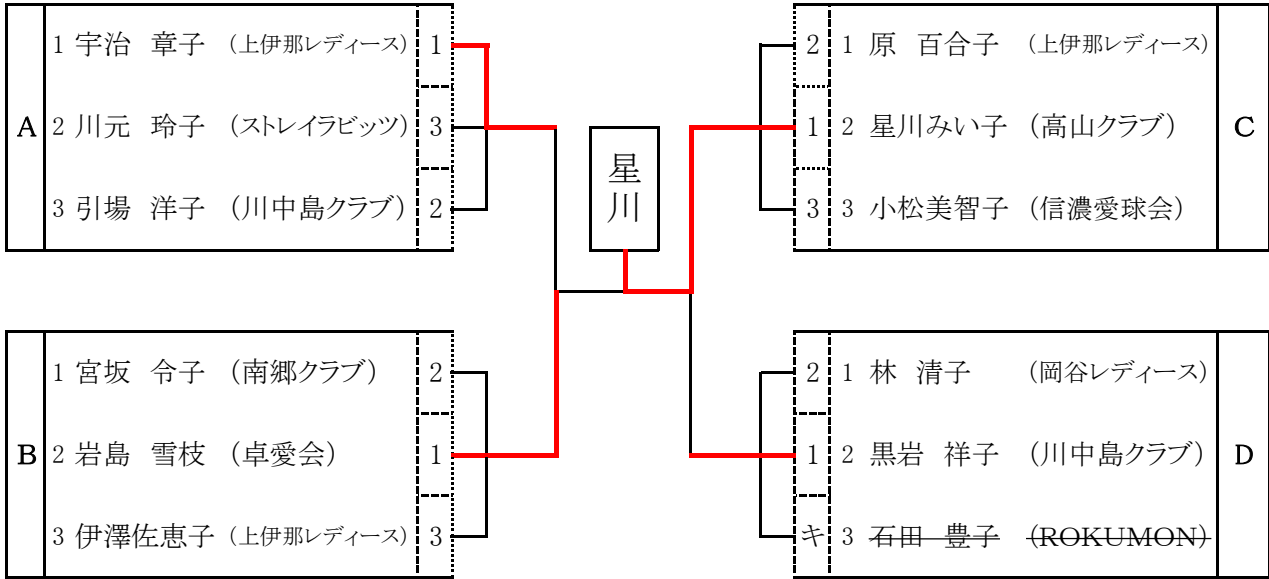 A
1 宇治 章子 (上伊那レディース) 1
2 川元 玲子 (ストレイラビッツ) 3
3 引場 洋子 (川中島クラブ) 2
B
1 宮坂 令子 (南郷クラブ) 2
2 岩島 雪枝 (卓愛会) 1
3 伊澤佐恵子 (上伊那レディース) 3
星川
C
2 1 原 百合子 (上伊那レディース)
1 2 星川みい子 (高山クラブ)
3 3 小松美智子 (信濃愛球会)
D
2 1 林 清子 (岡谷レディース)
1 2 黒岩 祥子 (川中島クラブ)
キ 3 石田 豊子 (ROKUMON)